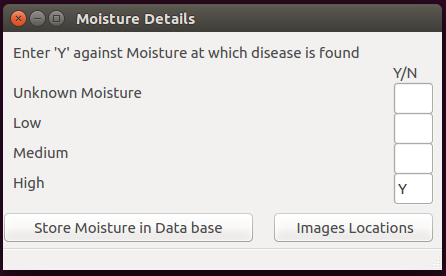 Moisture Details
Enter 'Y' against Moisture at which disease is found
Y/N
Unknown Moisture
Low
Medium
High Y
Store Moisture in Data base Images Locations